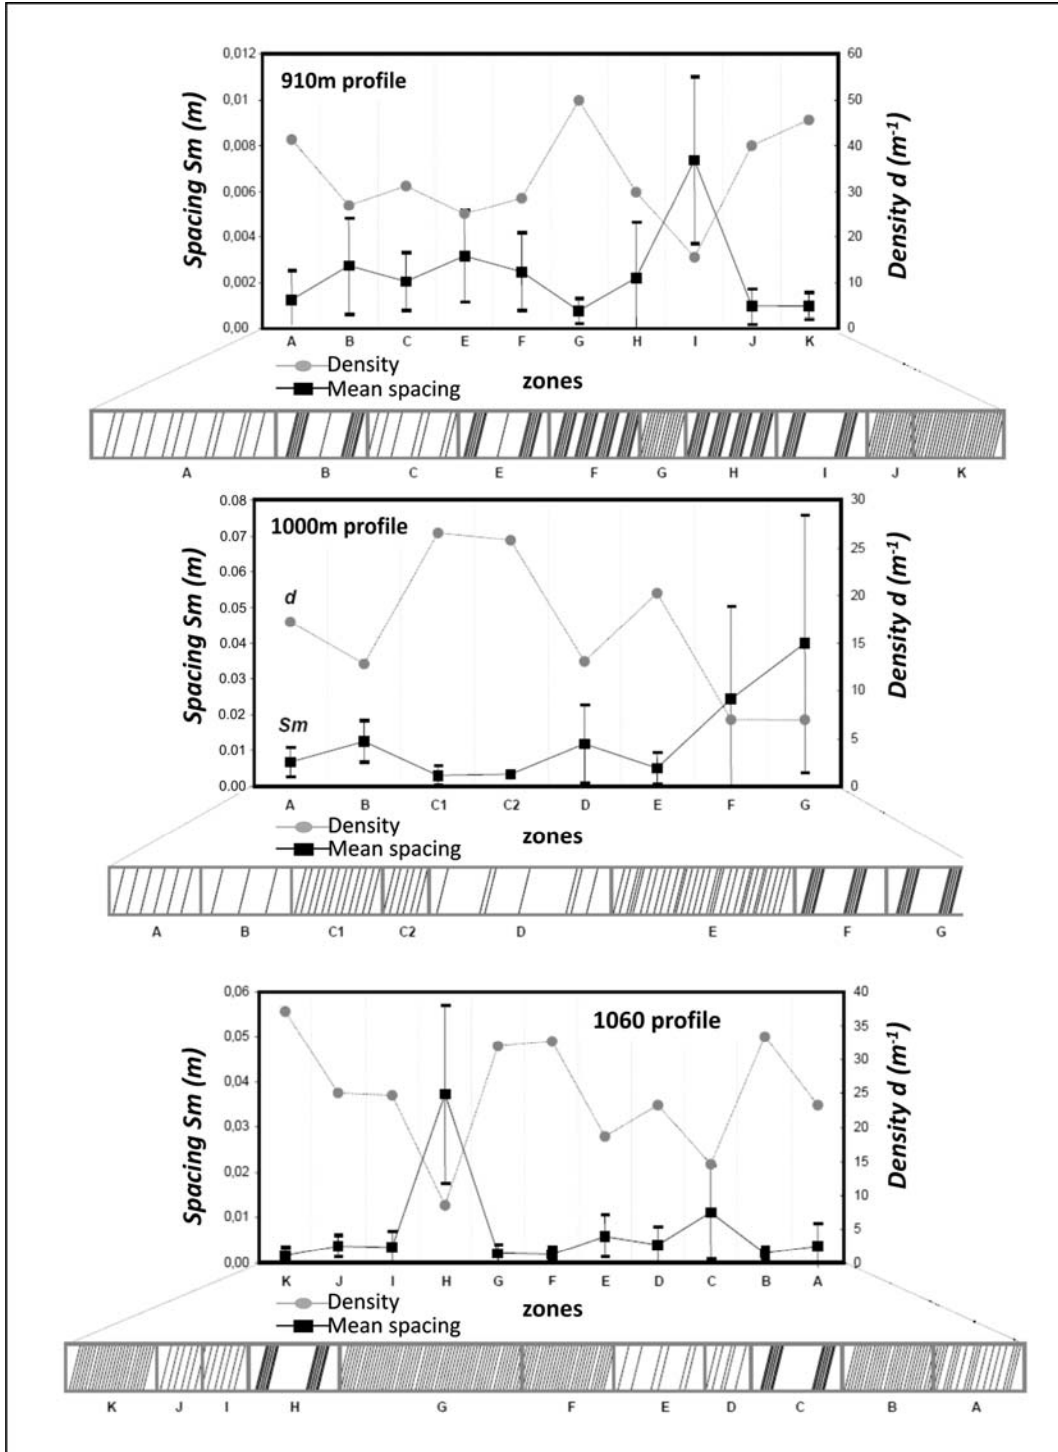 0,012 60
910m profile
0,01 50
0,008 40
0,006 30
0,004 20
0,002 10
0,00 0
Spacing Sm (m)
Density d (m-1)
A B C E F G H I J K
Density
Mean spacing
zones
A B C E F G H I J K
0.08 30
1000m profile
0.07 25
0.06
0.05 20
0.04 15
0.03 10
0.02
0.01 5
0.00 0
d
Sm
Spacing Sm (m)
Density d (m-1)
A B C1 C2 D E F G
Density
Mean spacing
zones
A B C1 C2 D E F G
0,06 40
1060 profile
0,05 35
30
0,04 25
0,03 20
0,02 15
10
0,01 5
0,00 0
Spacing Sm (m)
Density d (m-1)
K J I H G F E D C B A
Density
Mean spacing
zones
K J I H G F E D C B A